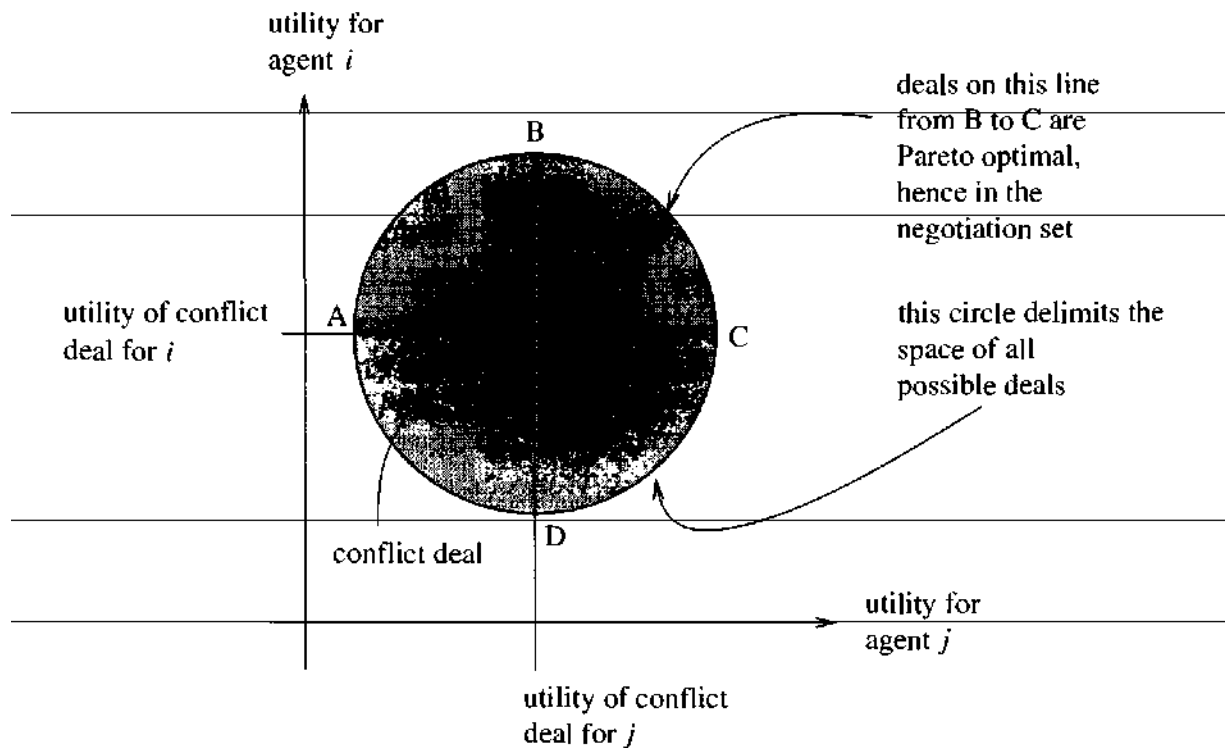 utility for
agent i
deals on this line
from B to C are
Pareto optimal,
hence in the
negotiation set
B
utility of conflict
deal for i
A
C
this circle delimits the
space of all
possible deals
conflict deal
D
utility for
agent j
utility of conflict
deal for j